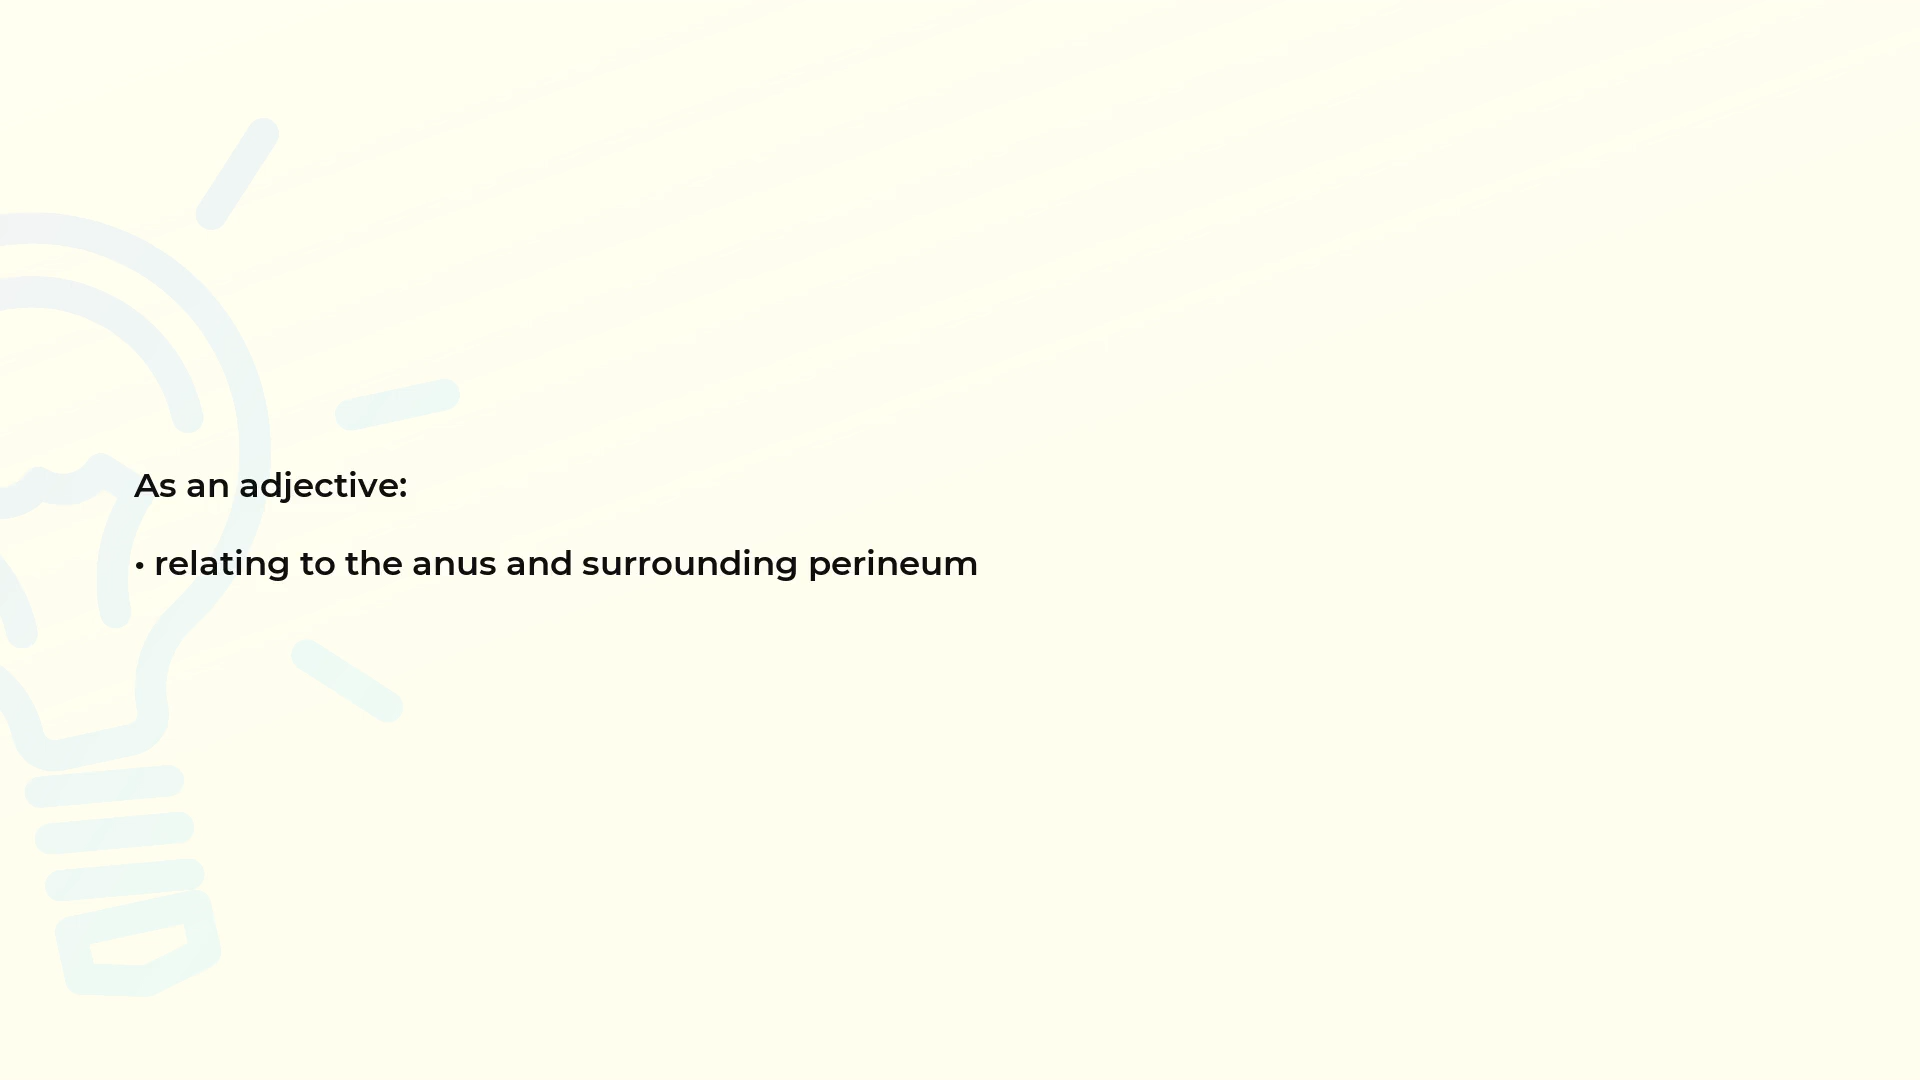 As an adjective:
• relating to the anus and surrounding perineum